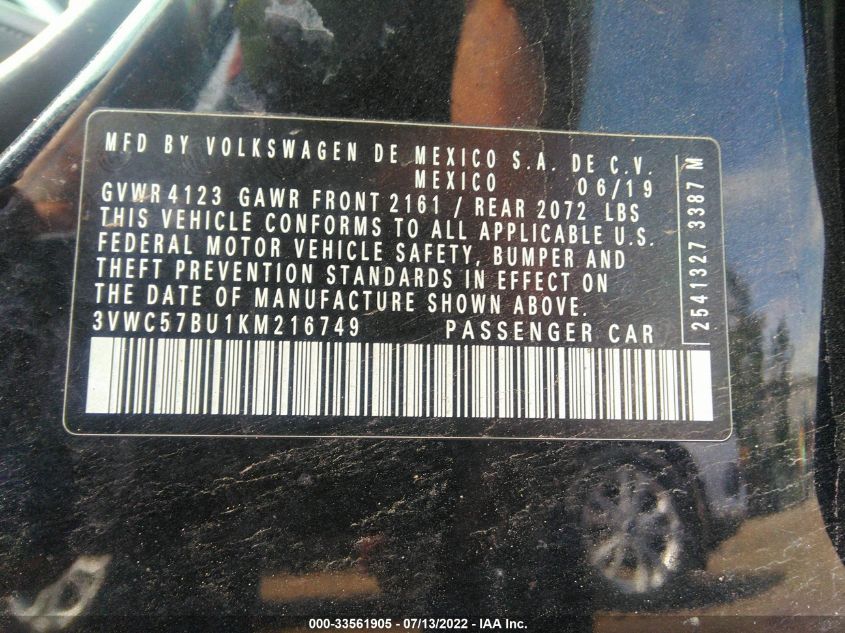 MFD BY VOLKSWAGEN DE MEXICO S.A. DE C.V.
MEXICO 06/19
GVWR 4123 GAWR FRONT 2161 / REAR 2072 LBS
THIS VEHICLE CONFORMS TO ALL APPLICABLE U.S.
FEDERAL MOTOR VEHICLE SAFETY, BUMPER AND
THEFT PREVENTION STANDARDS IN EFFECT ON
THE DATE OF MANUFACTURE SHOWN ABOVE.
3VWC57BU1KM216749 PASSENGER CAR
2541327 3387 M
000-33561905 - 07/13/2022 - IAA Inc.